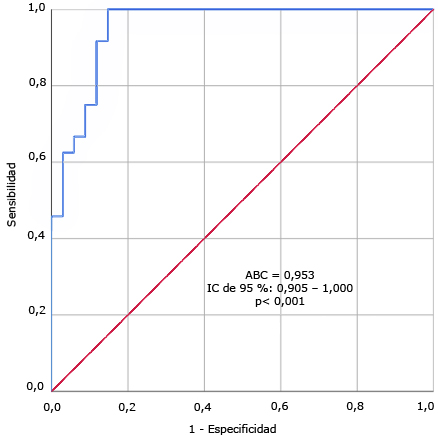 1,0
0,8
0,6
0,4
0,2
0,0
Sensibilidad
ABC = 0,953
IC de 95 %: 0,905 – 1,000
p< 0,001
0,0 0,2 0,4 0,6 0,8 1,0
1 - Especificidad